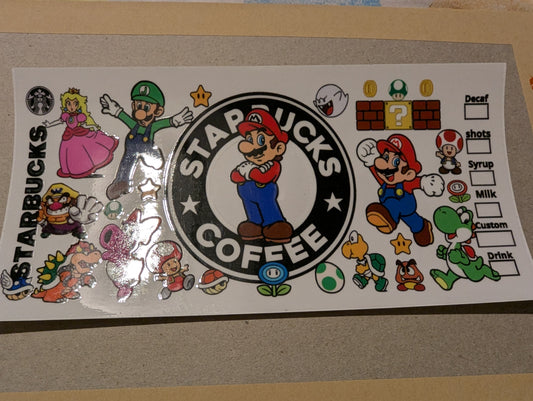 STARBUCKS
STARBUCKS
COFFEE
M
?
Decaf
shots
Syrup
Milk
Custom
Drink